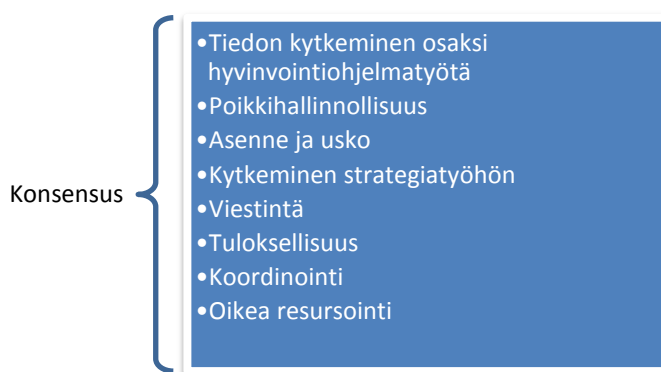 Konsensus
•Tiedon kytkeminen osaksi
hyvinvointiohjelmatyötä
•Poikkihallinnollisuus
•Asenne ja usko
•Kytkeminen strategiatyöhön
•Viestintä
•Tuloksellisuus
•Koordinointi
•Oikea resursointi